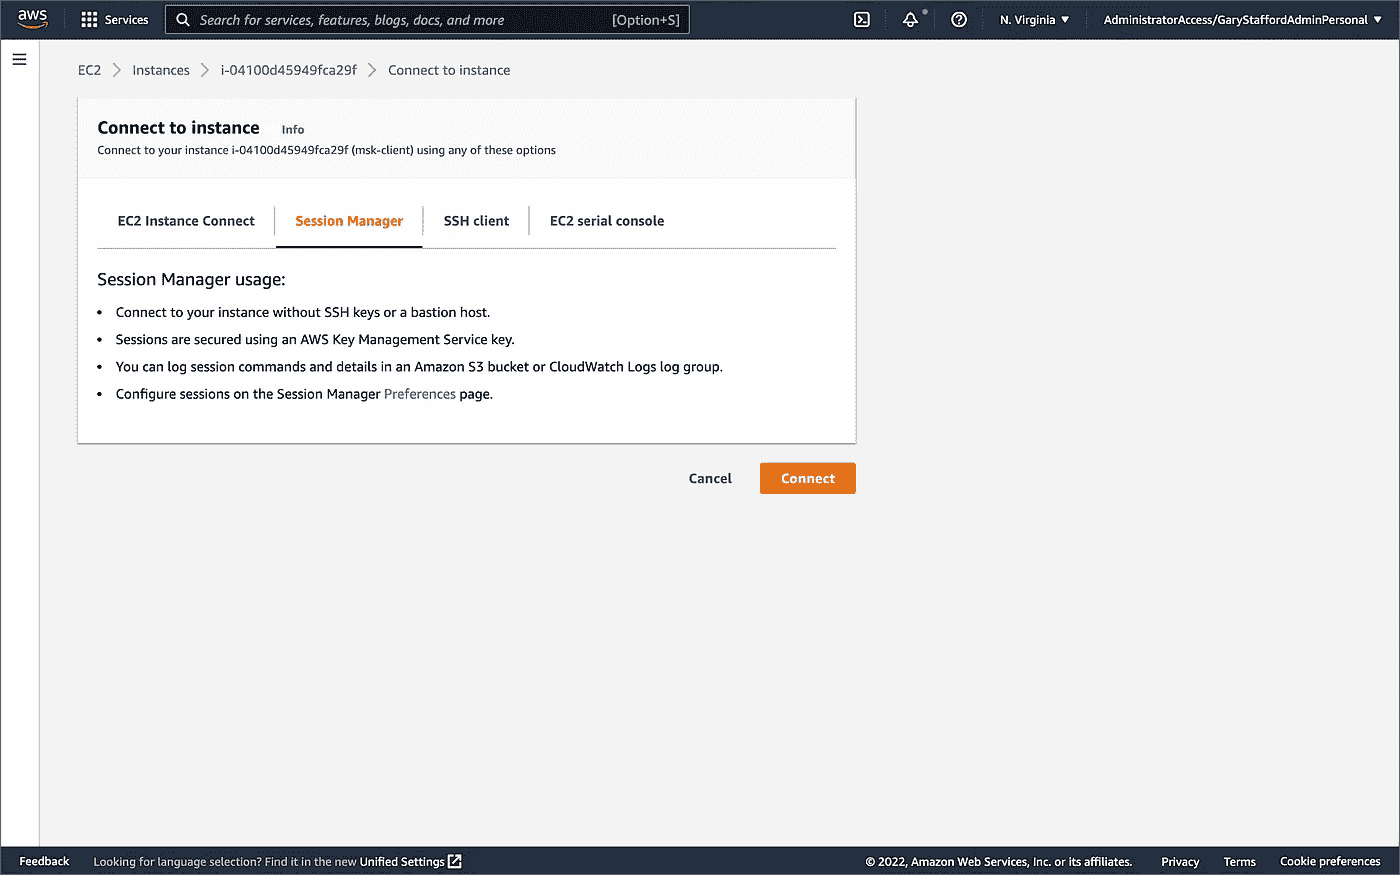 aws Services Search for services, features, blogs, docs, and more [Option+S] N. Virginia AdministratorAccess/GaryStaffordAdminPersonal
EC2 Instances i-04100d45949fca29f Connect to instance
Connect to instance Info
Connect to your instance i-04100d45949fca29f (msk-client) using any of these options
EC2 Instance Connect Session Manager SSH client EC2 serial console
Session Manager usage:
• Connect to your instance without SSH keys or a bastion host.
• Sessions are secured using an AWS Key Management Service key.
• You can log session commands and details in an Amazon S3 bucket or CloudWatch Logs log group.
• Configure sessions on the Session Manager Preferences page.
Cancel Connect
Feedback Looking for language selection? Find it in the new Unified Settings © 2022, Amazon Web Services, Inc. or its affiliates. Privacy Terms Cookie preferences